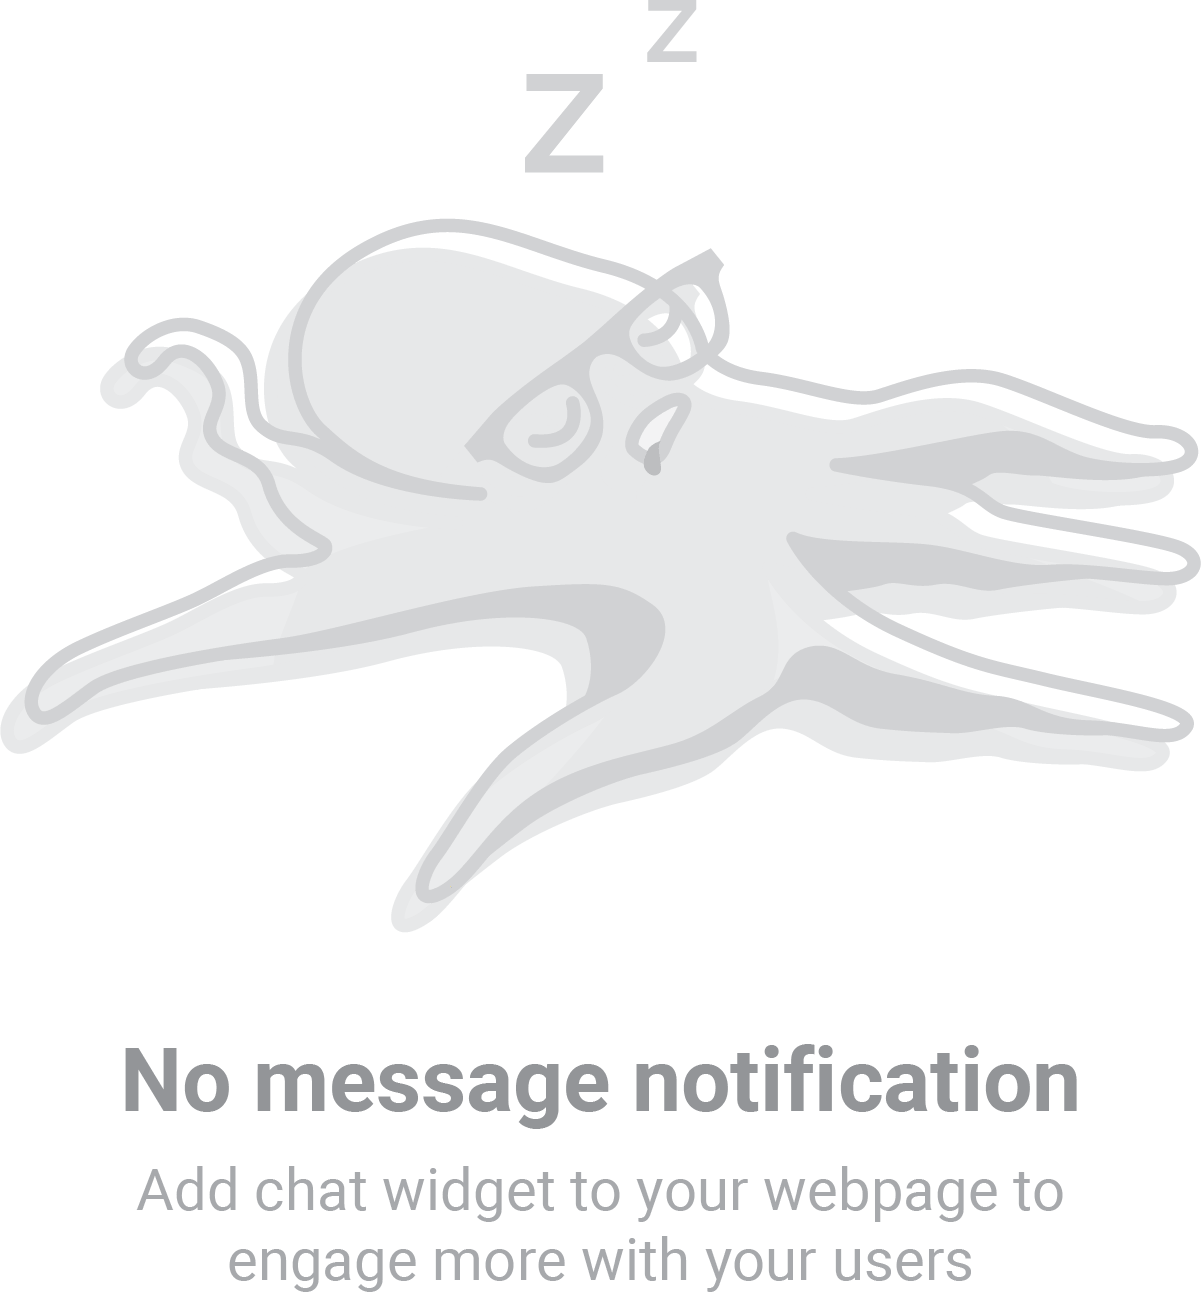 Z
Z
No message notification
Add chat widget to your webpage to
engage more with your users